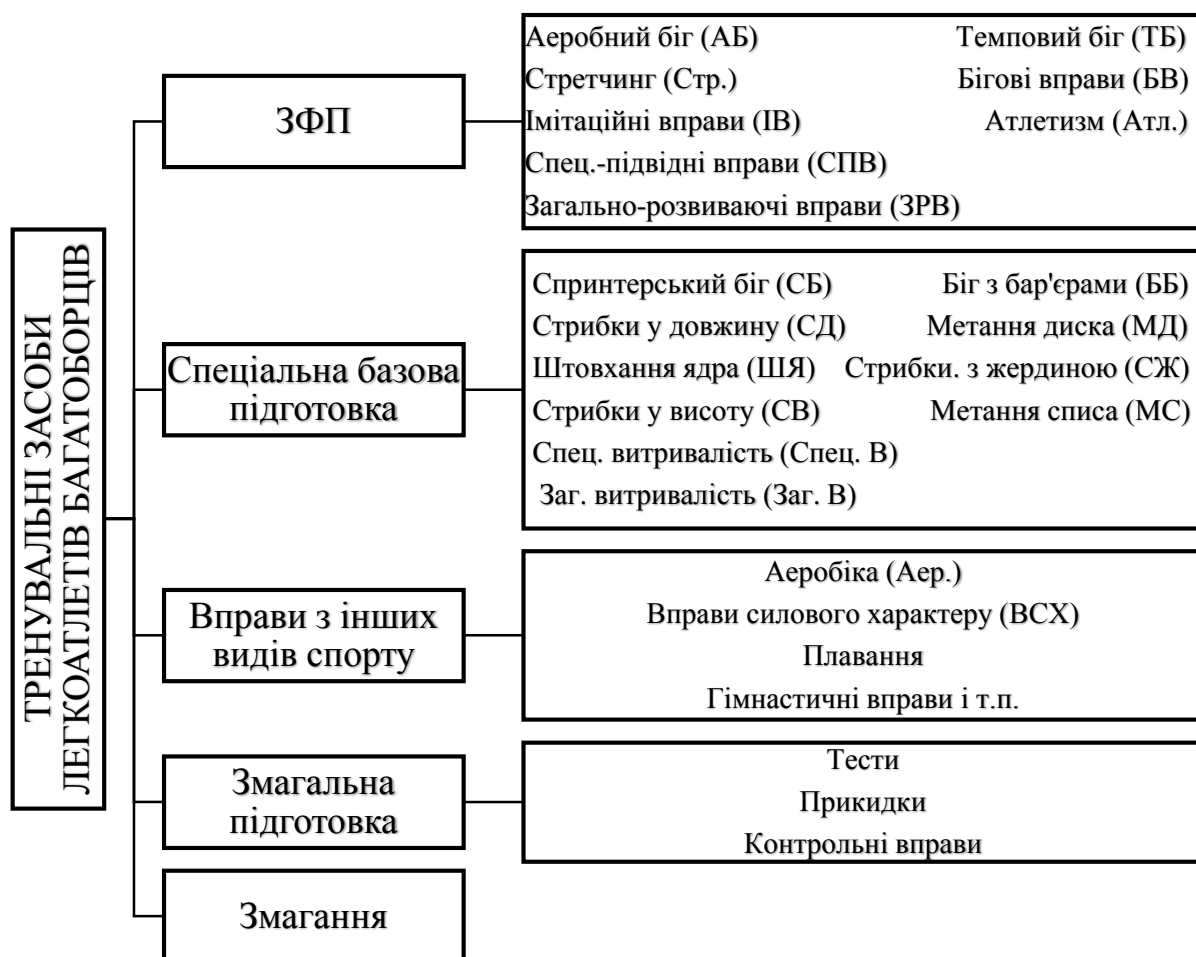 ТРЕНУВАЛЬНІ ЗАСОБИ
ЛЕГКОАТЛЕТІВ БАГАТОБОРЦІВ
ЗФП
Аеробний біг (АБ) Темповий біг (ТБ)
Стретчинг (Стр.) Бігові вправи (БВ)
Імітаційні вправи (ІВ) Атлетизм (Атл.)
Спец.-підвідні вправи (СПВ)
Загально-розвиваючі вправи (ЗРВ)
Спеціальна базова
підготовка
Спринтерський біг (СБ) Біг з бар'єрами (ББ)
Стрибки у довжину (СД) Метання диска (МД)
Штовхання ядра (ШЯ) Стрибки. з жердиною (СЖ)
Стрибки у висоту (СВ) Метання списа (МС)
Спец. витривалість (Спец. В)
Заг. витривалість (Заг. В)
Вправи з інших
видів спорту
Аеробіка (Аер.)
Вправи силового характеру (ВСХ)
Плавання
Гімнастичні вправи і т.п.
Змагальна
підготовка
Тести
Прикидки
Контрольні вправи
Змагання